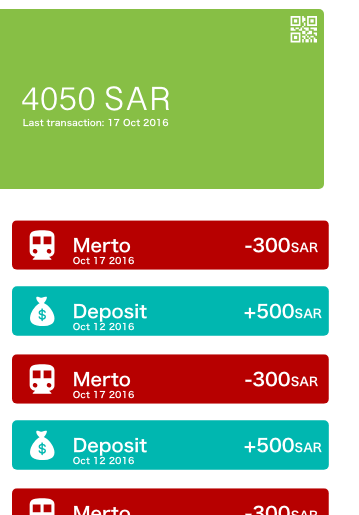 4050 SAR
Last transaction: 17 Oct 2016
Merto -300SAR
Oct 17 2016
Deposit +500SAR
Oct 12 2016
Merto -300SAR
Oct 17 2016
Deposit +500SAR
Oct 12 2016
Merto -300SAR